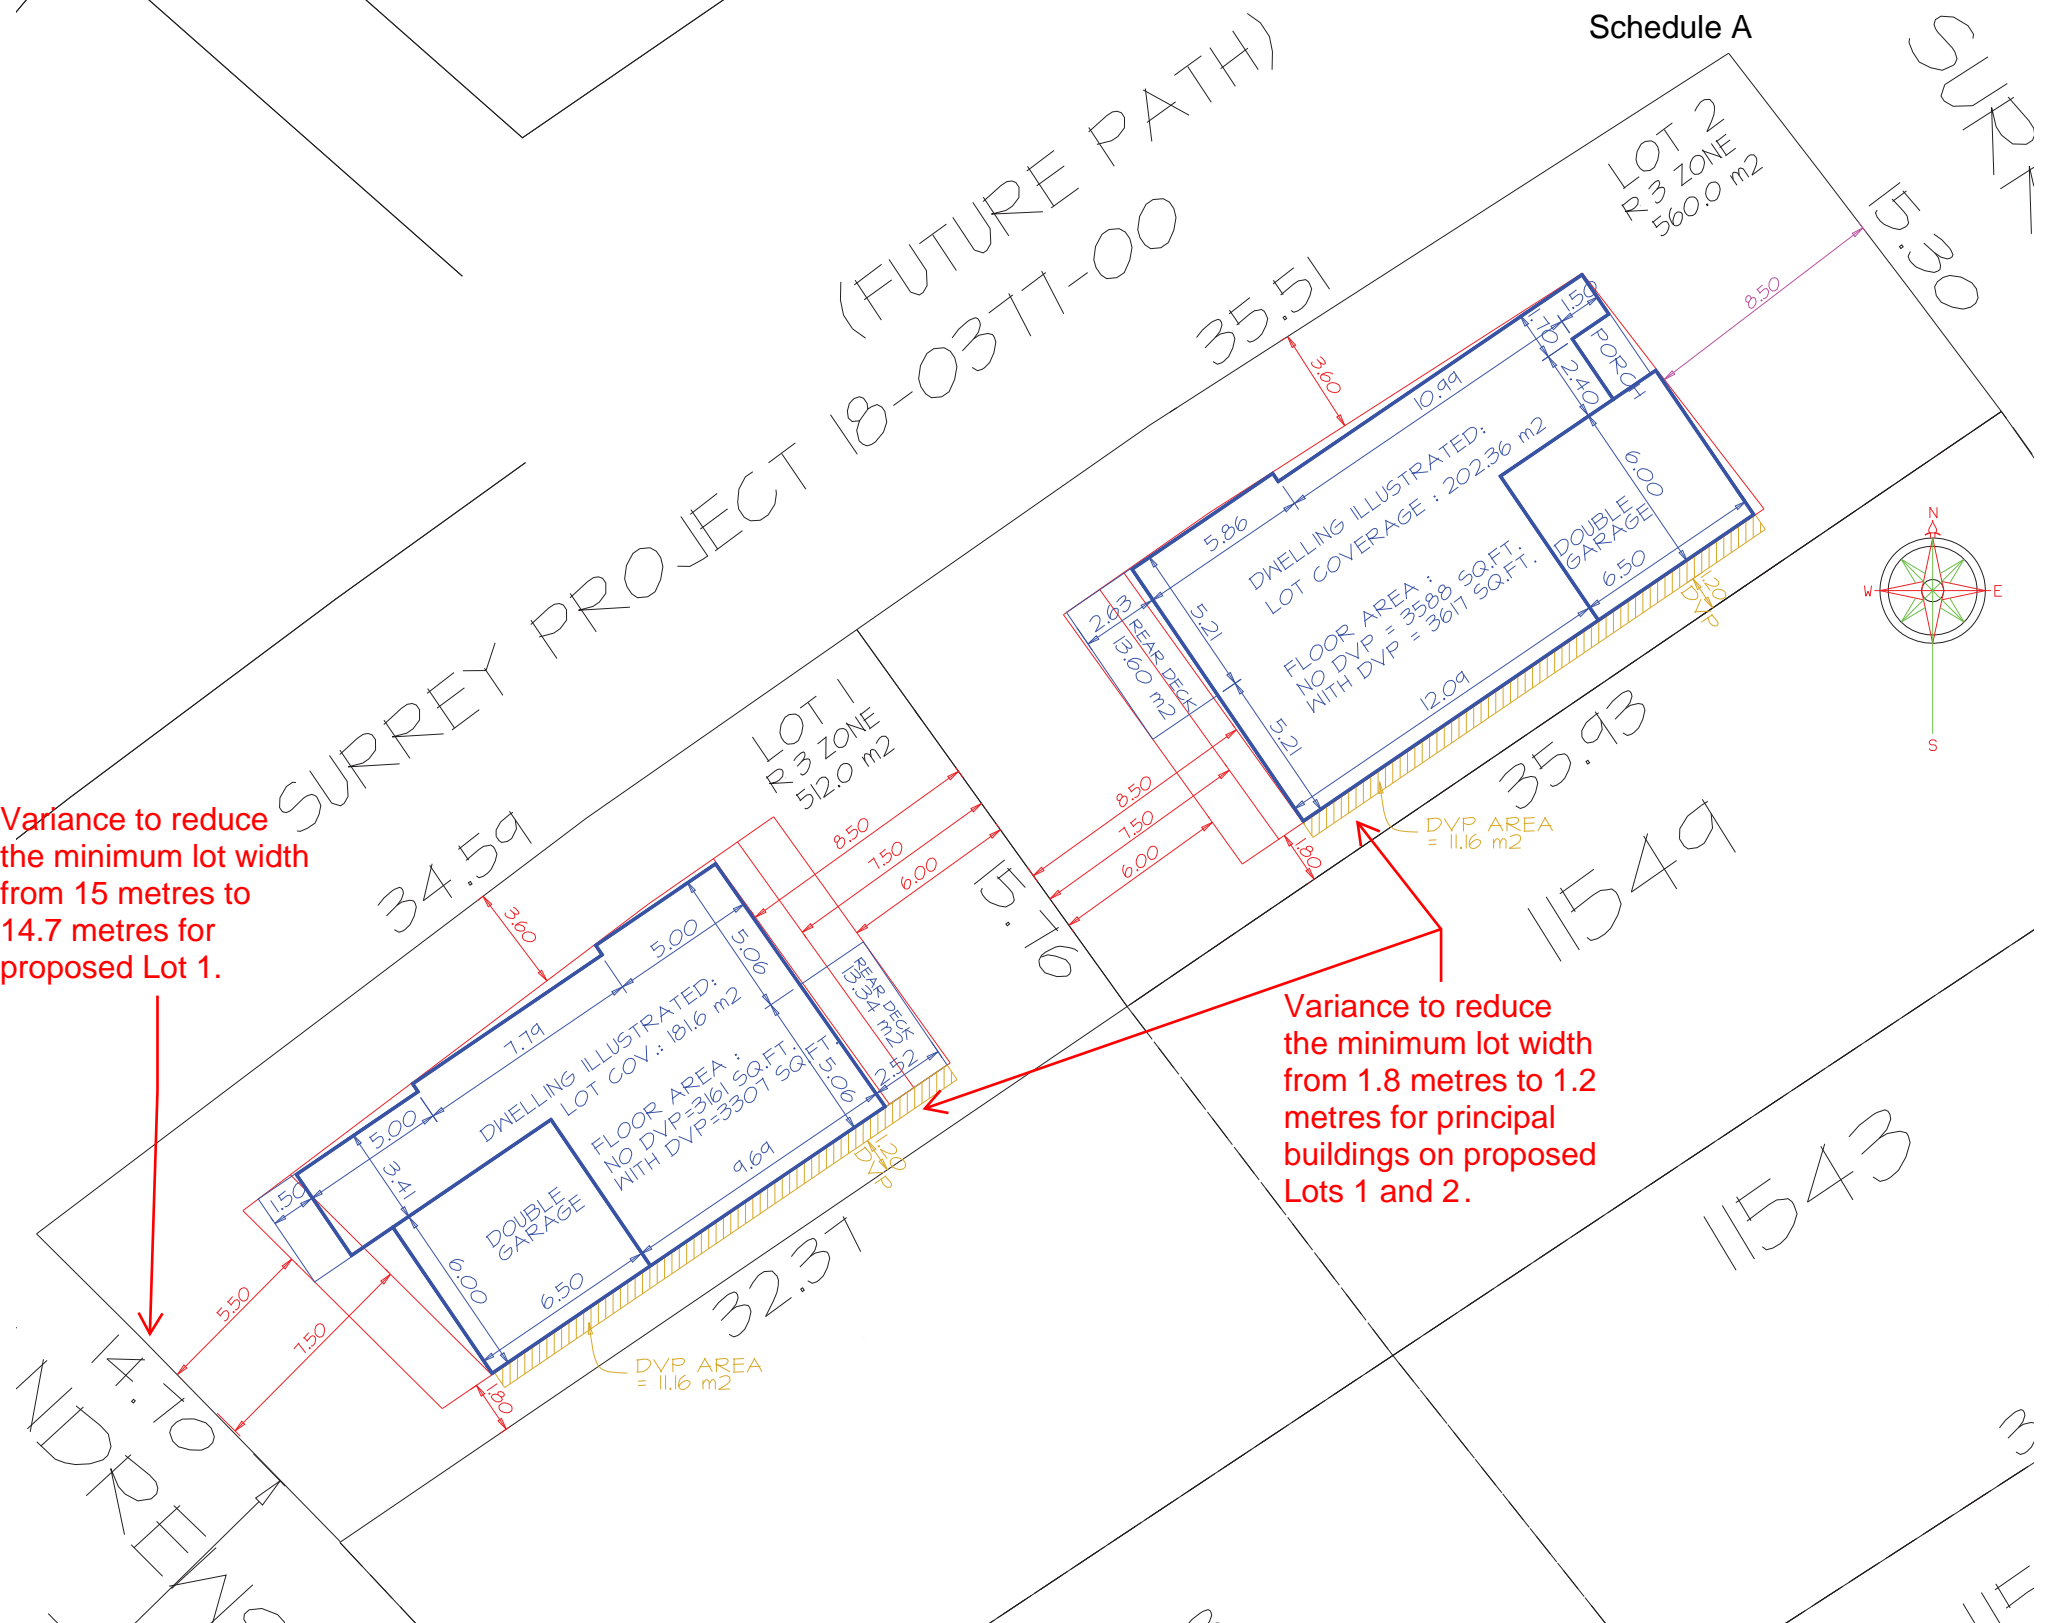 Schedule A
SUR
(FUTURE PATH)
SURREY PROJECT 18-0377-00
LOT 2
R 3 ZONE
560.0 m2
15.30
35.51
3.60
8.50
1.50
1.70
PORCH
2.40
10.99
5.86
DWELLING ILLUSTRATED:
LOT COVERAGE : 202.36 m2
FLOOR AREA :
NO DVP = 3588 SQ.FT.
WITH DVP = 3617 SQ.FT.
6.00
DOUBLE
GARAGE
6.50
12.09
5.21
5.21
2.63
REAR DECK
13.60 m2
1.20
DVP
8.50
7.50
6.00
1.80
DVP AREA
= 11.16 m2
35.93
N
W
E
S
11549
LOT 1
R 3 ZONE
512.0 m2
34.59
3.60
8.50
7.50
6.00
15.76
5.00
7.79
5.00
5.06
5.06
REAR DECK
13.34 m2
2.52
DWELLING ILLUSTRATED:
LOT COV.: 181.6 m2
FLOOR AREA :
NO DVP=3161 SQ.FT.
WITH DVP=3307 SQ.FT.
9.69
1.20
DVP
1.50
3.41
DOUBLE
GARAGE
6.00
6.50
5.50
7.50
1.80
DVP AREA
= 11.16 m2
32.37
14.70
NDREWS
Variance to reduce
the minimum lot width
from 15 metres to
14.7 metres for
proposed Lot 1.
Variance to reduce
the minimum lot width
from 1.8 metres to 1.2
metres for principal
buildings on proposed
Lots 1 and 2.
11543
3
115